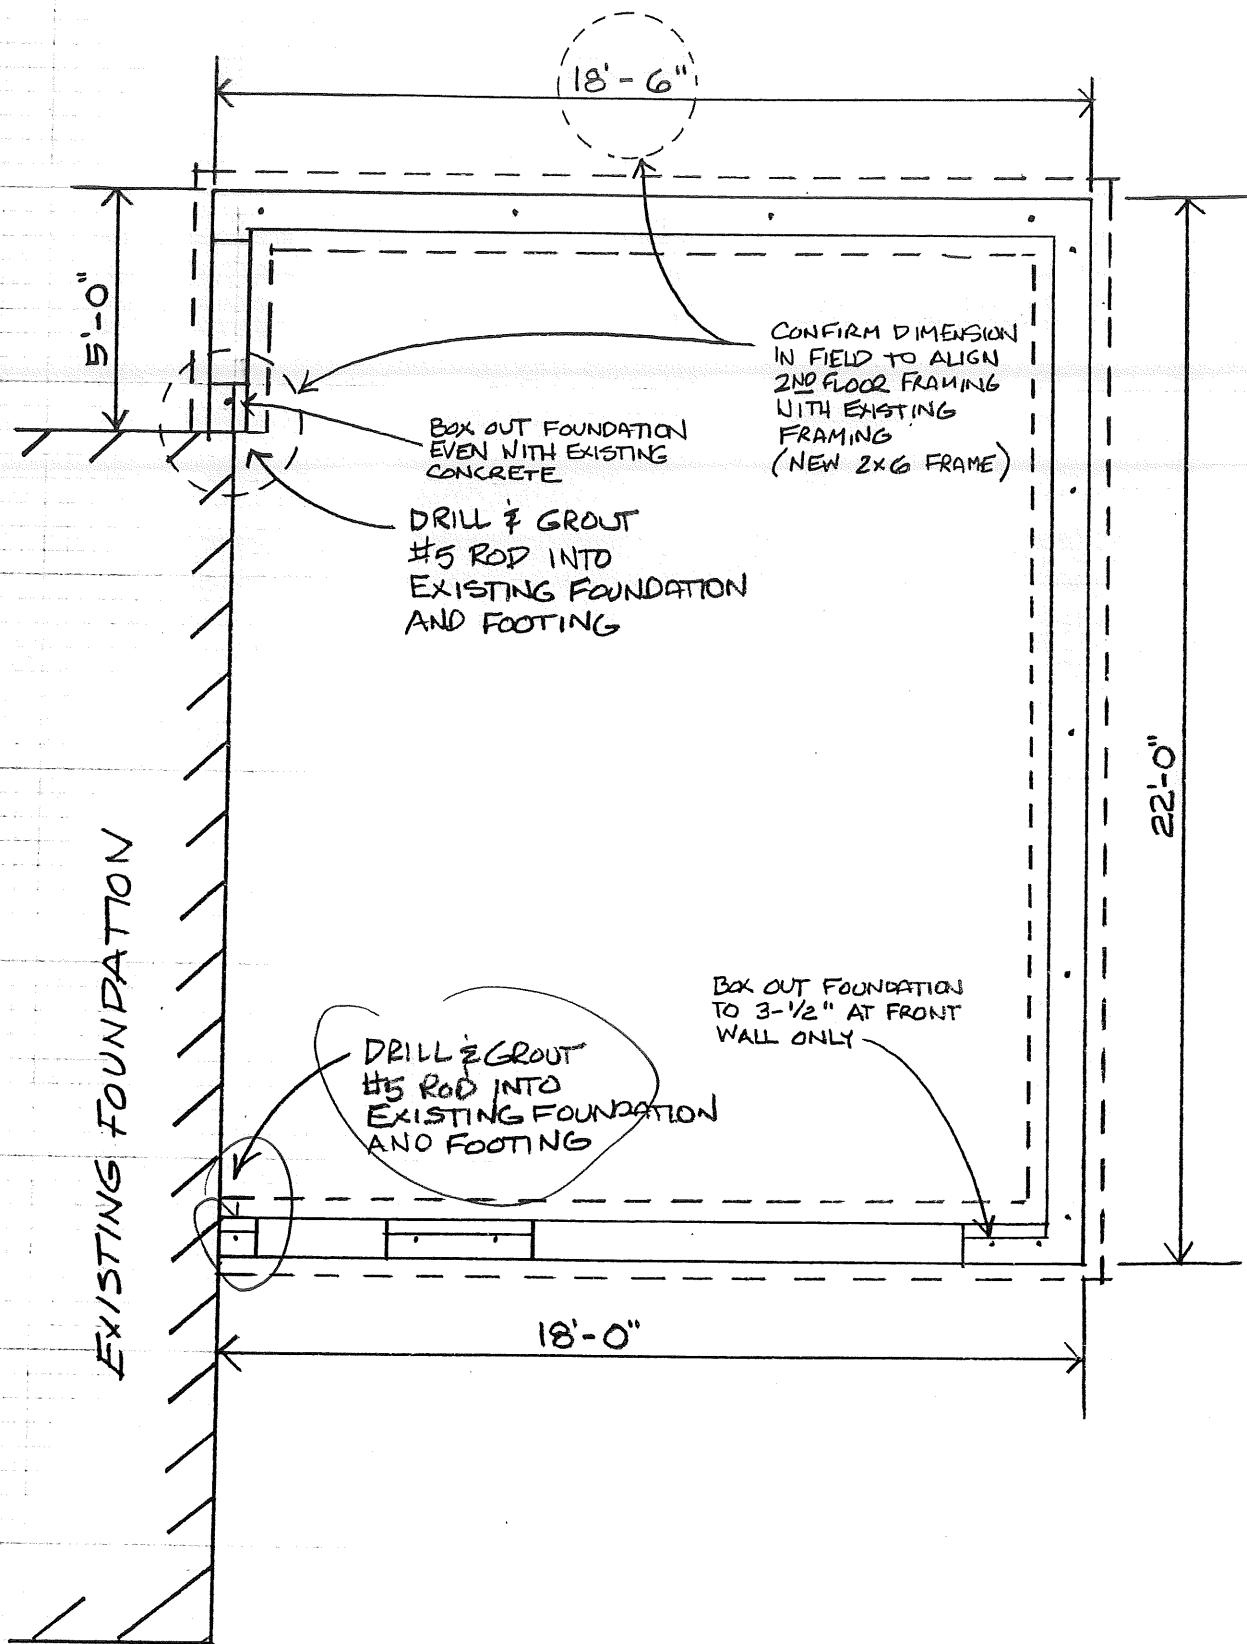 18'-6"
5'-0"
CONFIRM DIMENSION
IN FIELD TO ALIGN
2ND FLOOR FRAMING
WITH EXISTING
FRAMING
(NEW 2x6 FRAME)
BOX OUT FOUNDATION
EVEN WITH EXISTING
CONCRETE
DRILL & GROUT
#5 ROD INTO
EXISTING FOUNDATION
AND FOOTING
22'-0"
EXISTING FOUNDATION
BOX OUT FOUNDATION
TO 3-1/2" AT FRONT
WALL ONLY
DRILL & GROUT
#5 ROD INTO
EXISTING FOUNDATION
AND FOOTING
18'-0"